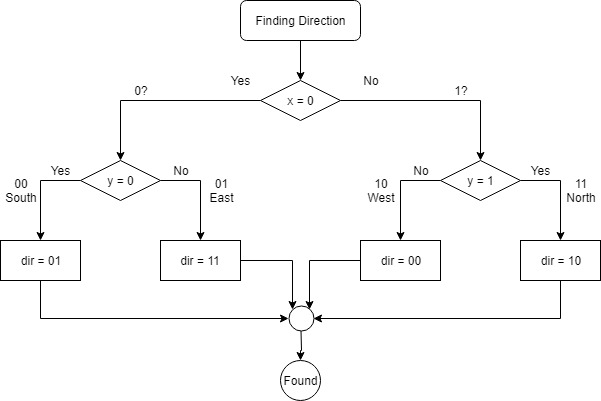 Finding Direction
Yes
No
0?
x = 0
1?
Yes
y = 0
No
No
y = 1
Yes
00
South
01
East
10
West
11
North
dir = 01
dir = 11
dir = 00
dir = 10
Found